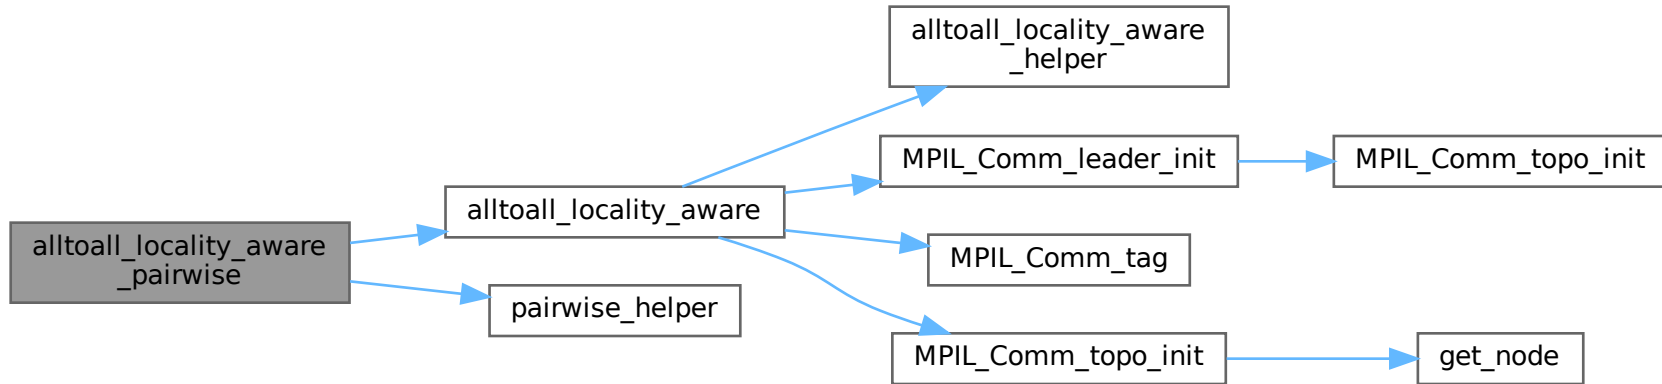 alltoall_locality_aware
_pairwise
alltoall_locality_aware
pairwise_helper
alltoall_locality_aware
_helper
MPIL_Comm_leader_init
MPIL_Comm_tag
MPIL_Comm_topo_init
MPIL_Comm_topo_init
get_node